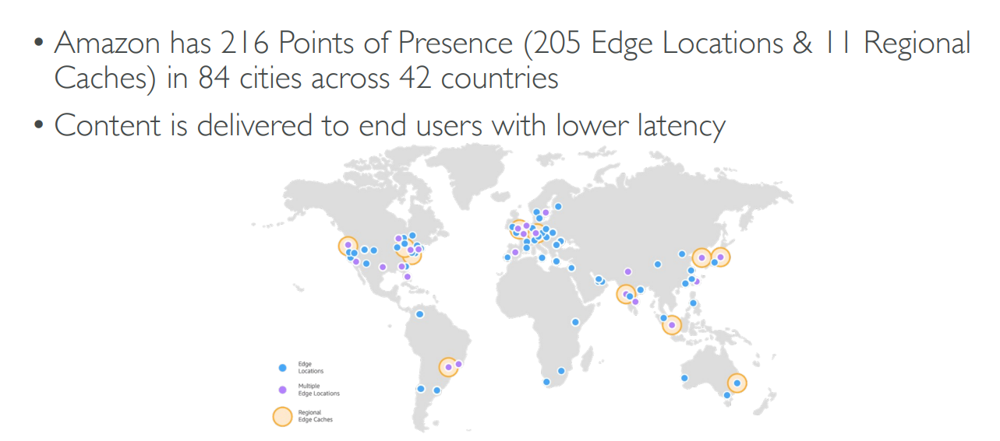 • Amazon has 216 Points of Presence (205 Edge Locations & 11 Regional
Caches) in 84 cities across 42 countries
• Content is delivered to end users with lower latency
Edge
Locations
Multiple
Edge Locations
Regional
Edge Caches